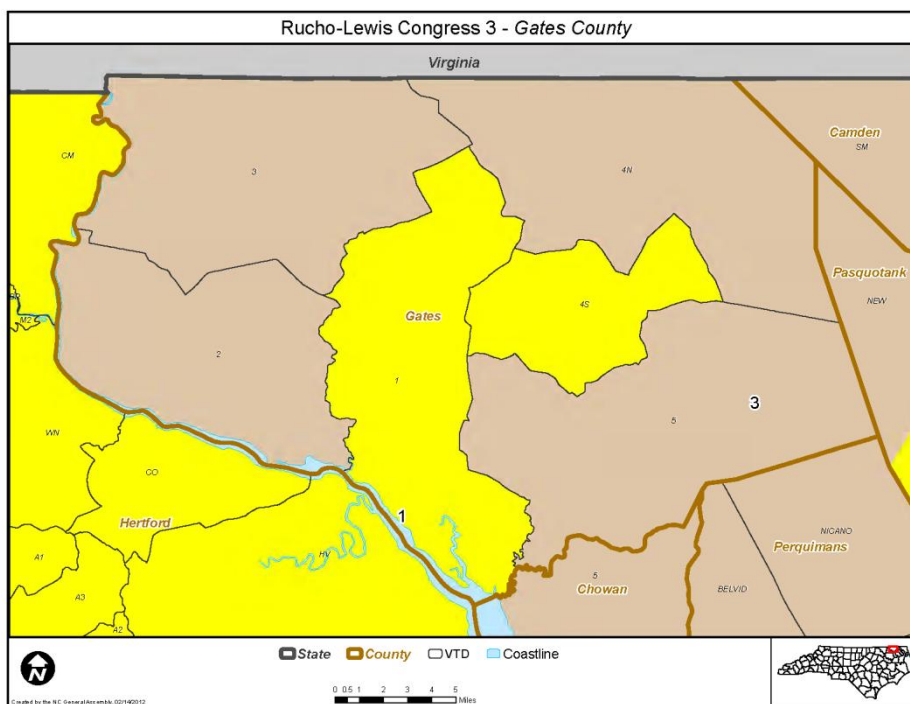 Rucho-Lewis Congress 3 - Gates County
Virginia
Camden
SM
CM
3
4N
Pasquotank
NEW
4S
M2
Gates
2
1
3
5
WN
CO
1
Hertford
HV
NICANO
Perquimans
A1
5
Chowan
BELVID
A3
A2
State County VTD Coastline
N
0 0.5 1 2 3 4 5
Miles
Created by the NC General Assembly, 02/14/2012